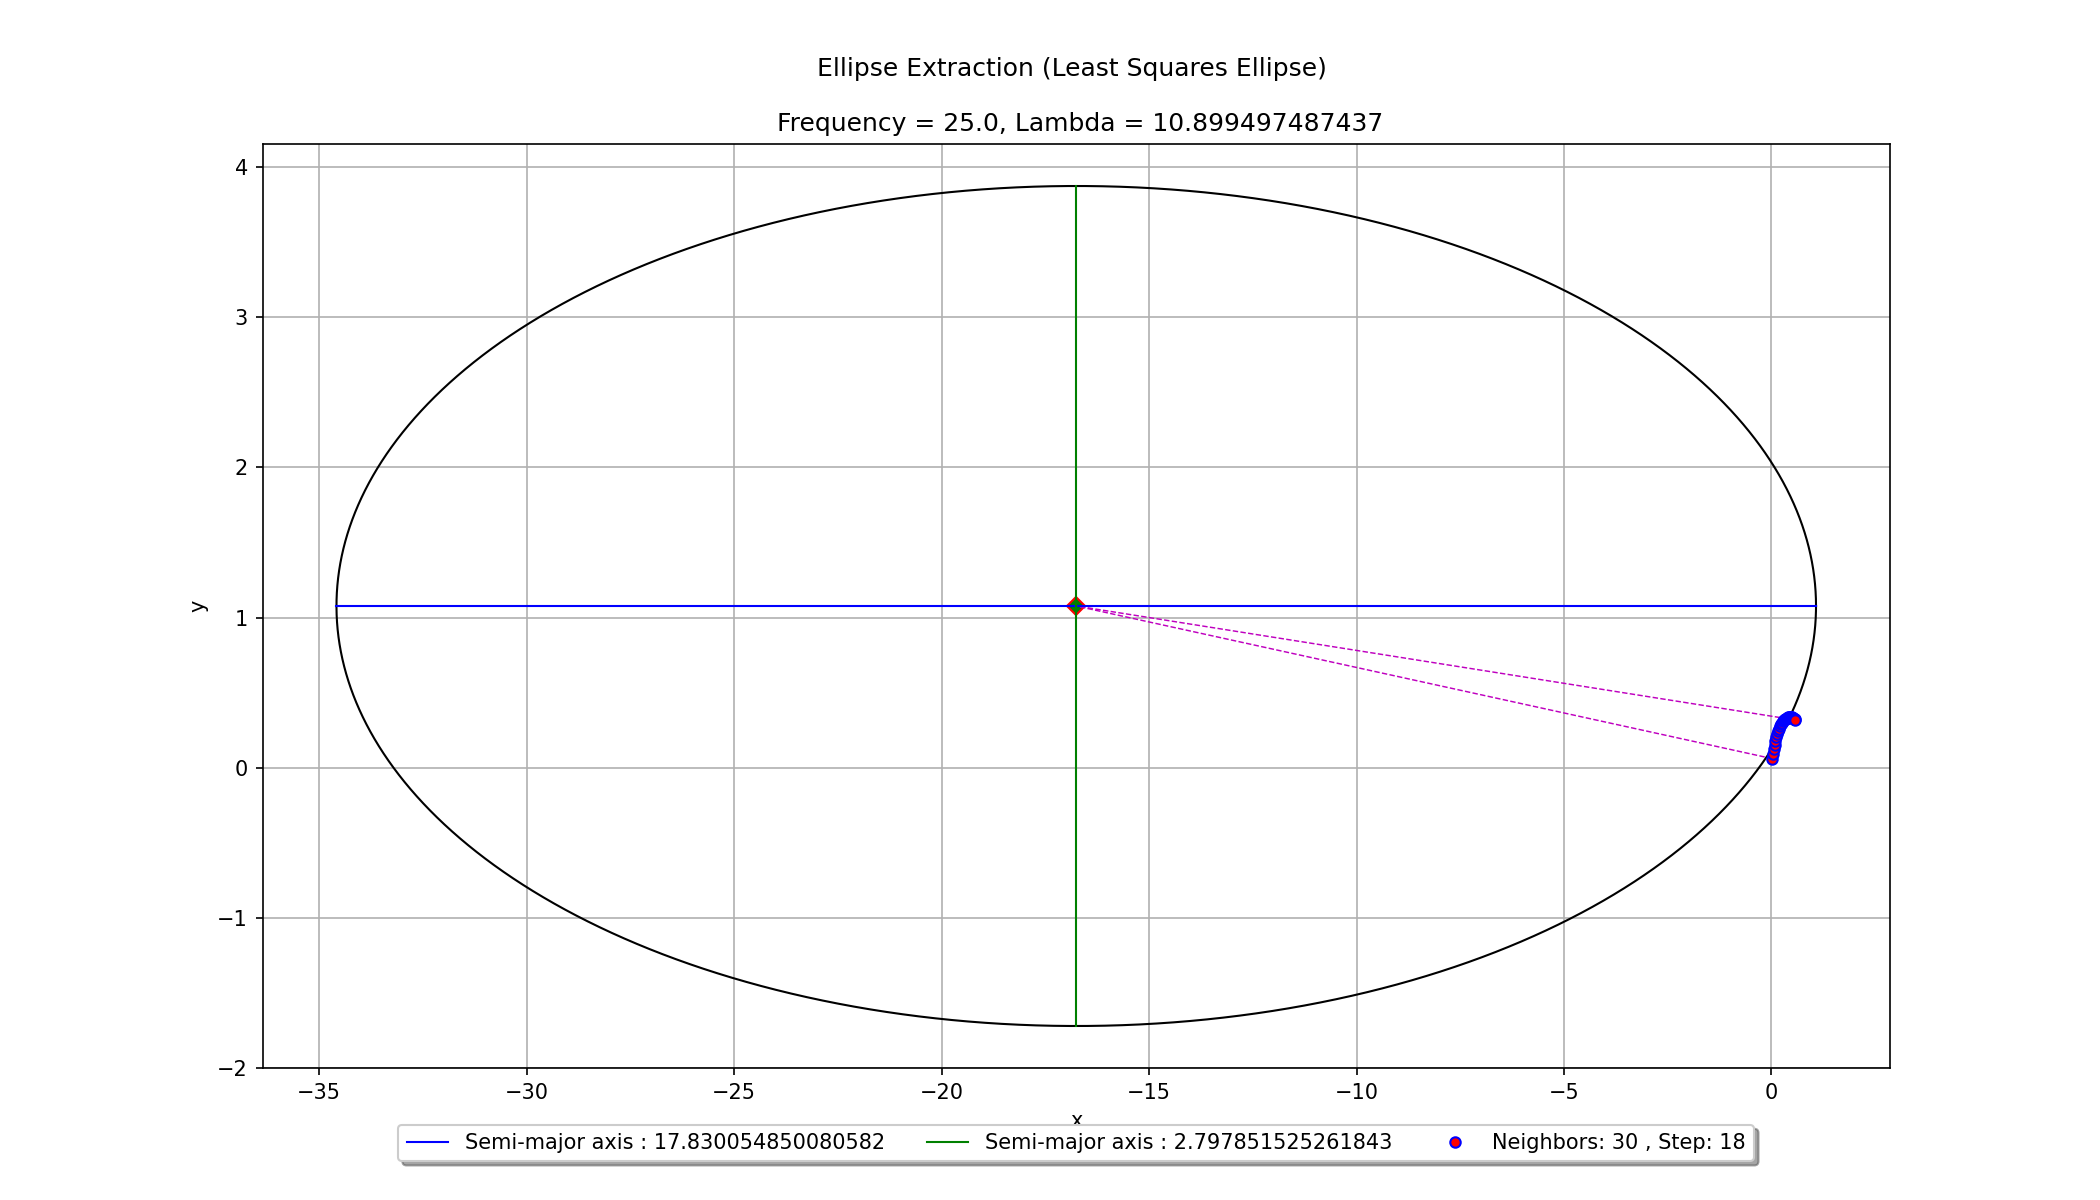 Ellipse Extraction (Least Squares Ellipse)
Frequency = 25.0, Lambda = 10.899497487437
4
3
2
1
0
−1
−2
y
−35 −30 −25 −20 −15 −10 −5 0
x
Semi-major axis : 17.830054850080582 Semi-major axis : 2.797851525261843 Neighbors: 30 , Step: 18